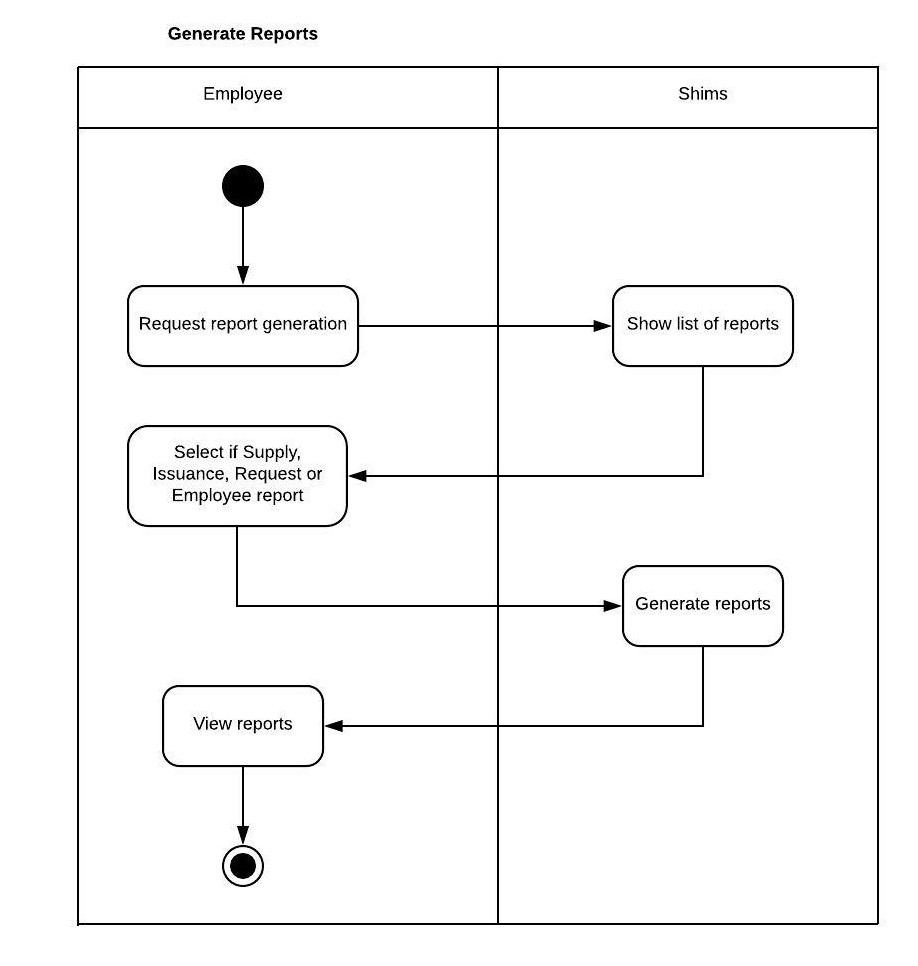 Generate Reports
Employee
Shims
Request report generation
Show list of reports
Select if Supply,
Issuance, Request or
Employee report
Generate reports
View reports